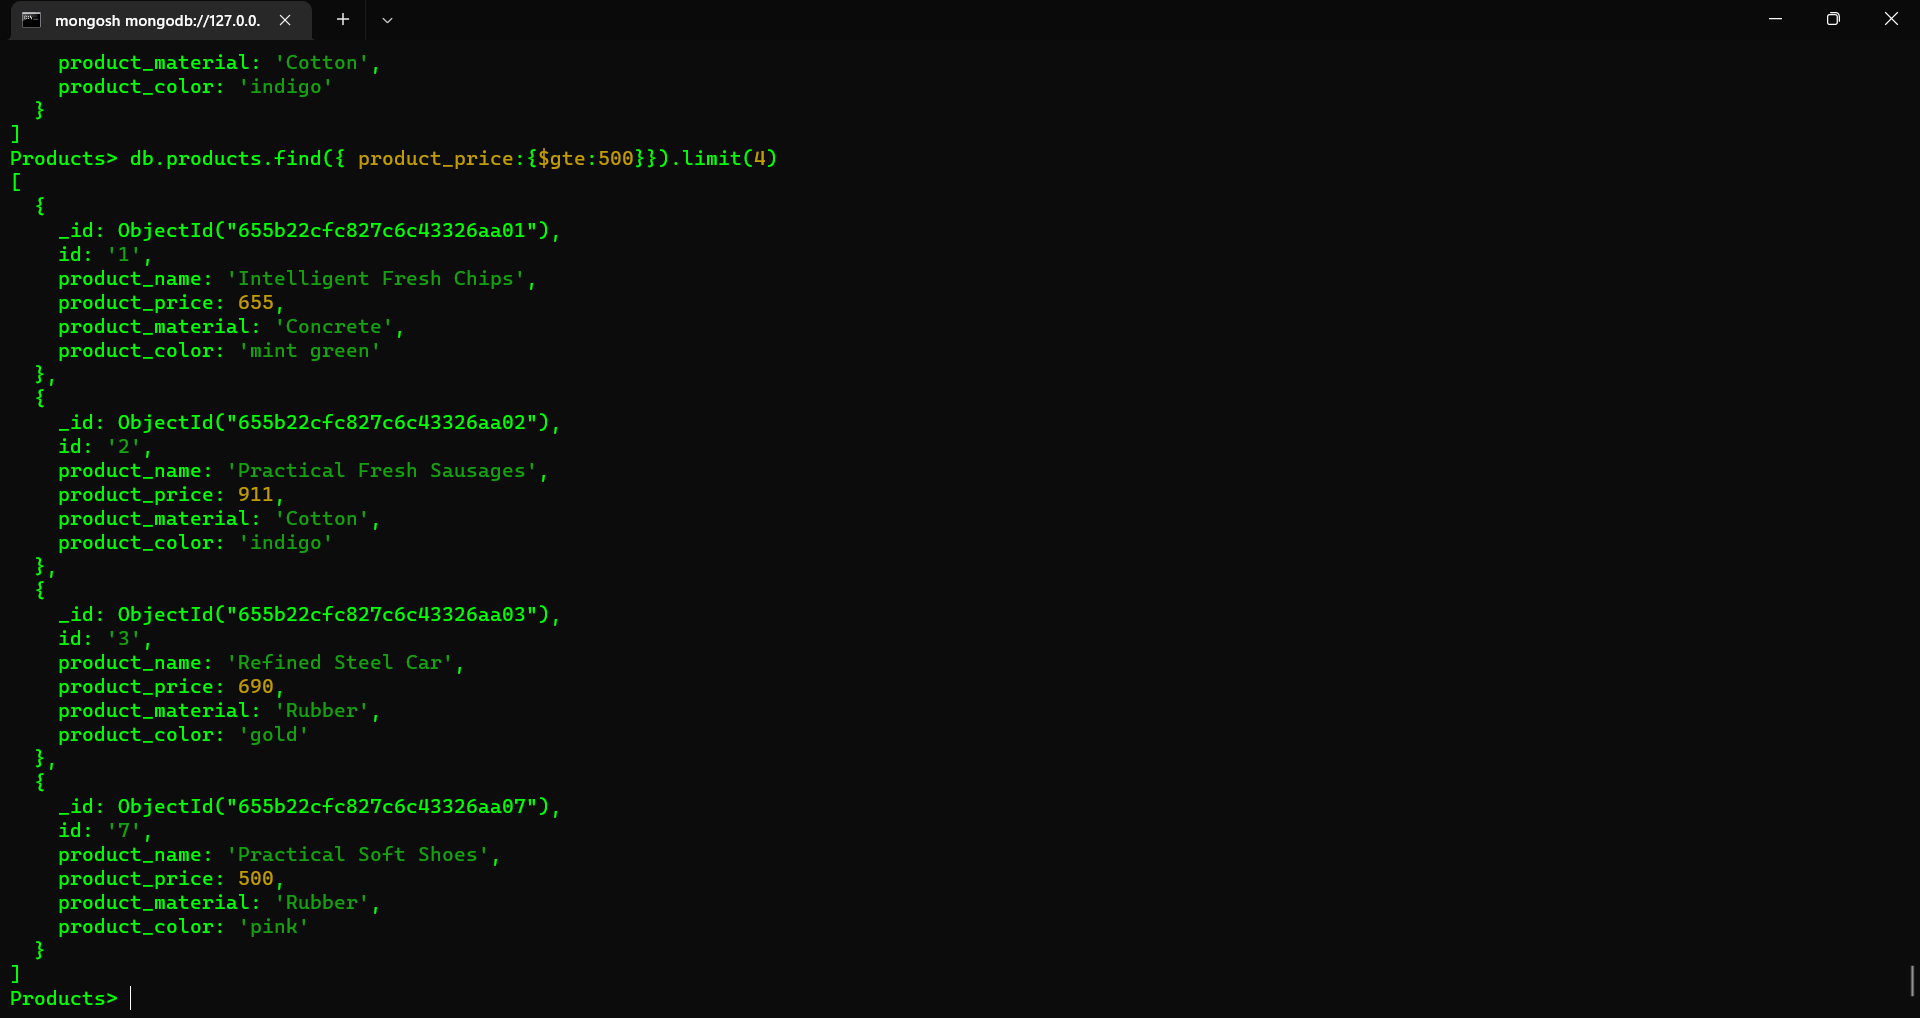 mongosh mongodb://127.0.0.
    product_material: 'Cotton',
    product_color: 'indigo'
  }
]
Products> db.products.find({ product_price:{$gte:500}}).limit(4)
[
  {
    _id: ObjectId("655b22cfc827c6c43326aa01"),
    id: '1',
    product_name: 'Intelligent Fresh Chips',
    product_price: 655,
    product_material: 'Concrete',
    product_color: 'mint green'
  },
  {
    _id: ObjectId("655b22cfc827c6c43326aa02"),
    id: '2',
    product_name: 'Practical Fresh Sausages',
    product_price: 911,
    product_material: 'Cotton',
    product_color: 'indigo'
  },
  {
    _id: ObjectId("655b22cfc827c6c43326aa03"),
    id: '3',
    product_name: 'Refined Steel Car',
    product_price: 690,
    product_material: 'Rubber',
    product_color: 'gold'
  },
  {
    _id: ObjectId("655b22cfc827c6c43326aa07"),
    id: '7',
    product_name: 'Practical Soft Shoes',
    product_price: 500,
    product_material: 'Rubber',
    product_color: 'pink'
  }
]
Products>